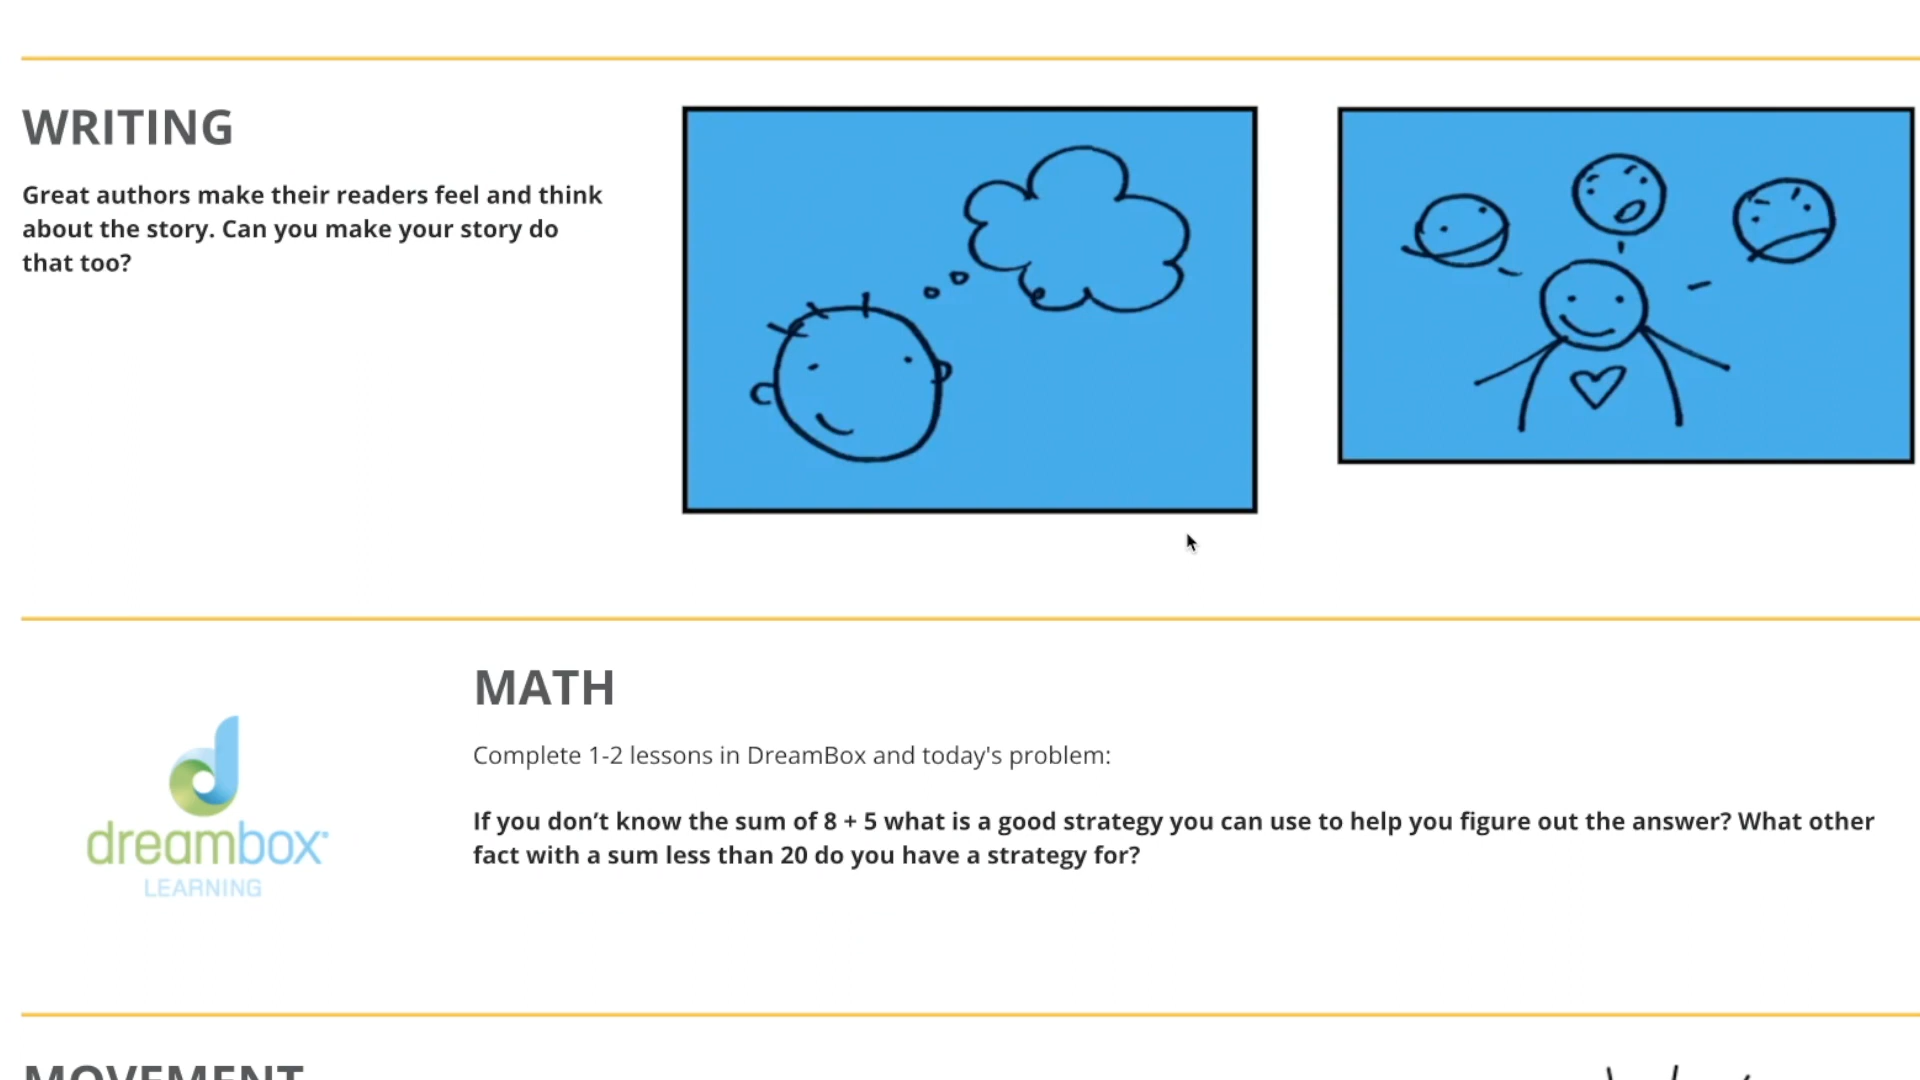 WRITING
Great authors make their readers feel and think
about the story. Can you make your story do
that too?
MATH
Complete 1-2 lessons in DreamBox and today's problem:
If you don’t know the sum of 8 + 5 what is a good strategy you can use to help you figure out the answer? What other
fact with a sum less than 20 do you have a strategy for?
dreambox
LEARNING
MOVEMENT